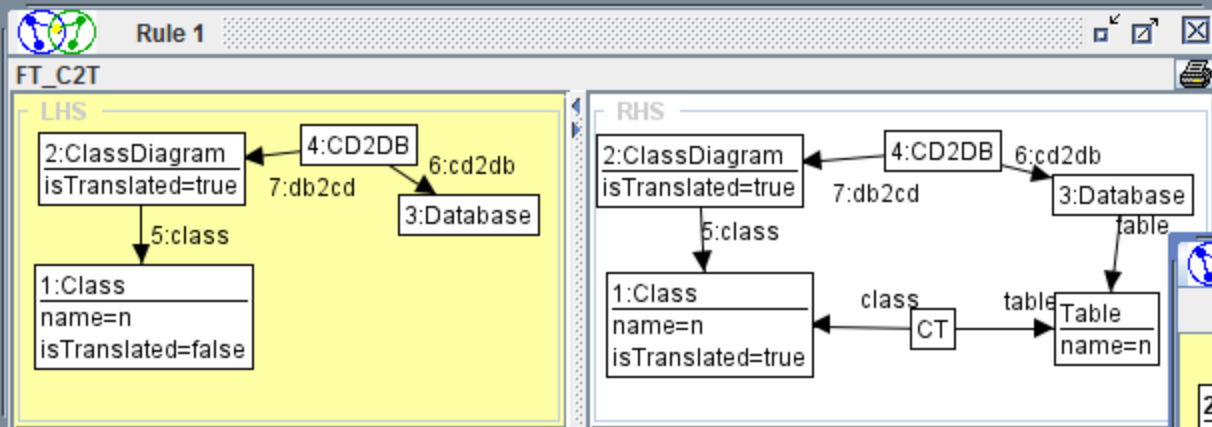 Rule 1
FT_C2T
LHS
2:ClassDiagram
isTranslated=true
4:CD2DB
7:db2cd
6:cd2db
3:Database
5:class
1:Class
name=n
isTranslated=false
RHS
2:ClassDiagram
isTranslated=true
4:CD2DB
7:db2cd
6:cd2db
3:Database
table
5:class
1:Class
name=n
isTranslated=true
class
CT
table
Table
name=n
2